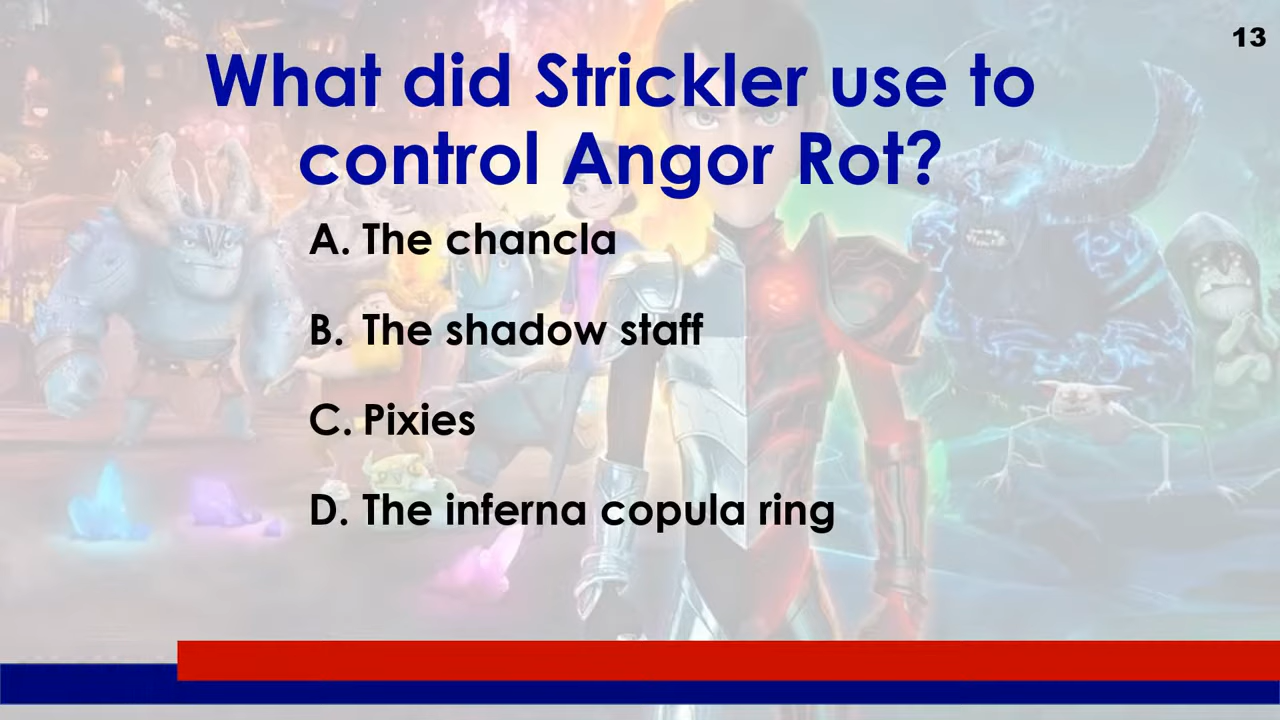 13
What did Strickler use to
control Angor Rot?
A. The chancla
B. The shadow staff
C. Pixies
D. The inferna copula ring